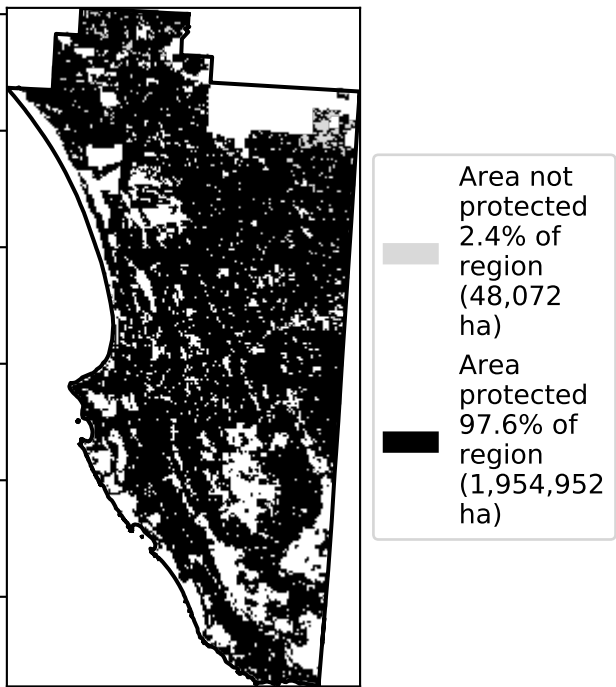 Area not
protected
2.4% of
region
(48,072
ha)
Area
protected
97.6% of
region
(1,954,952
ha)